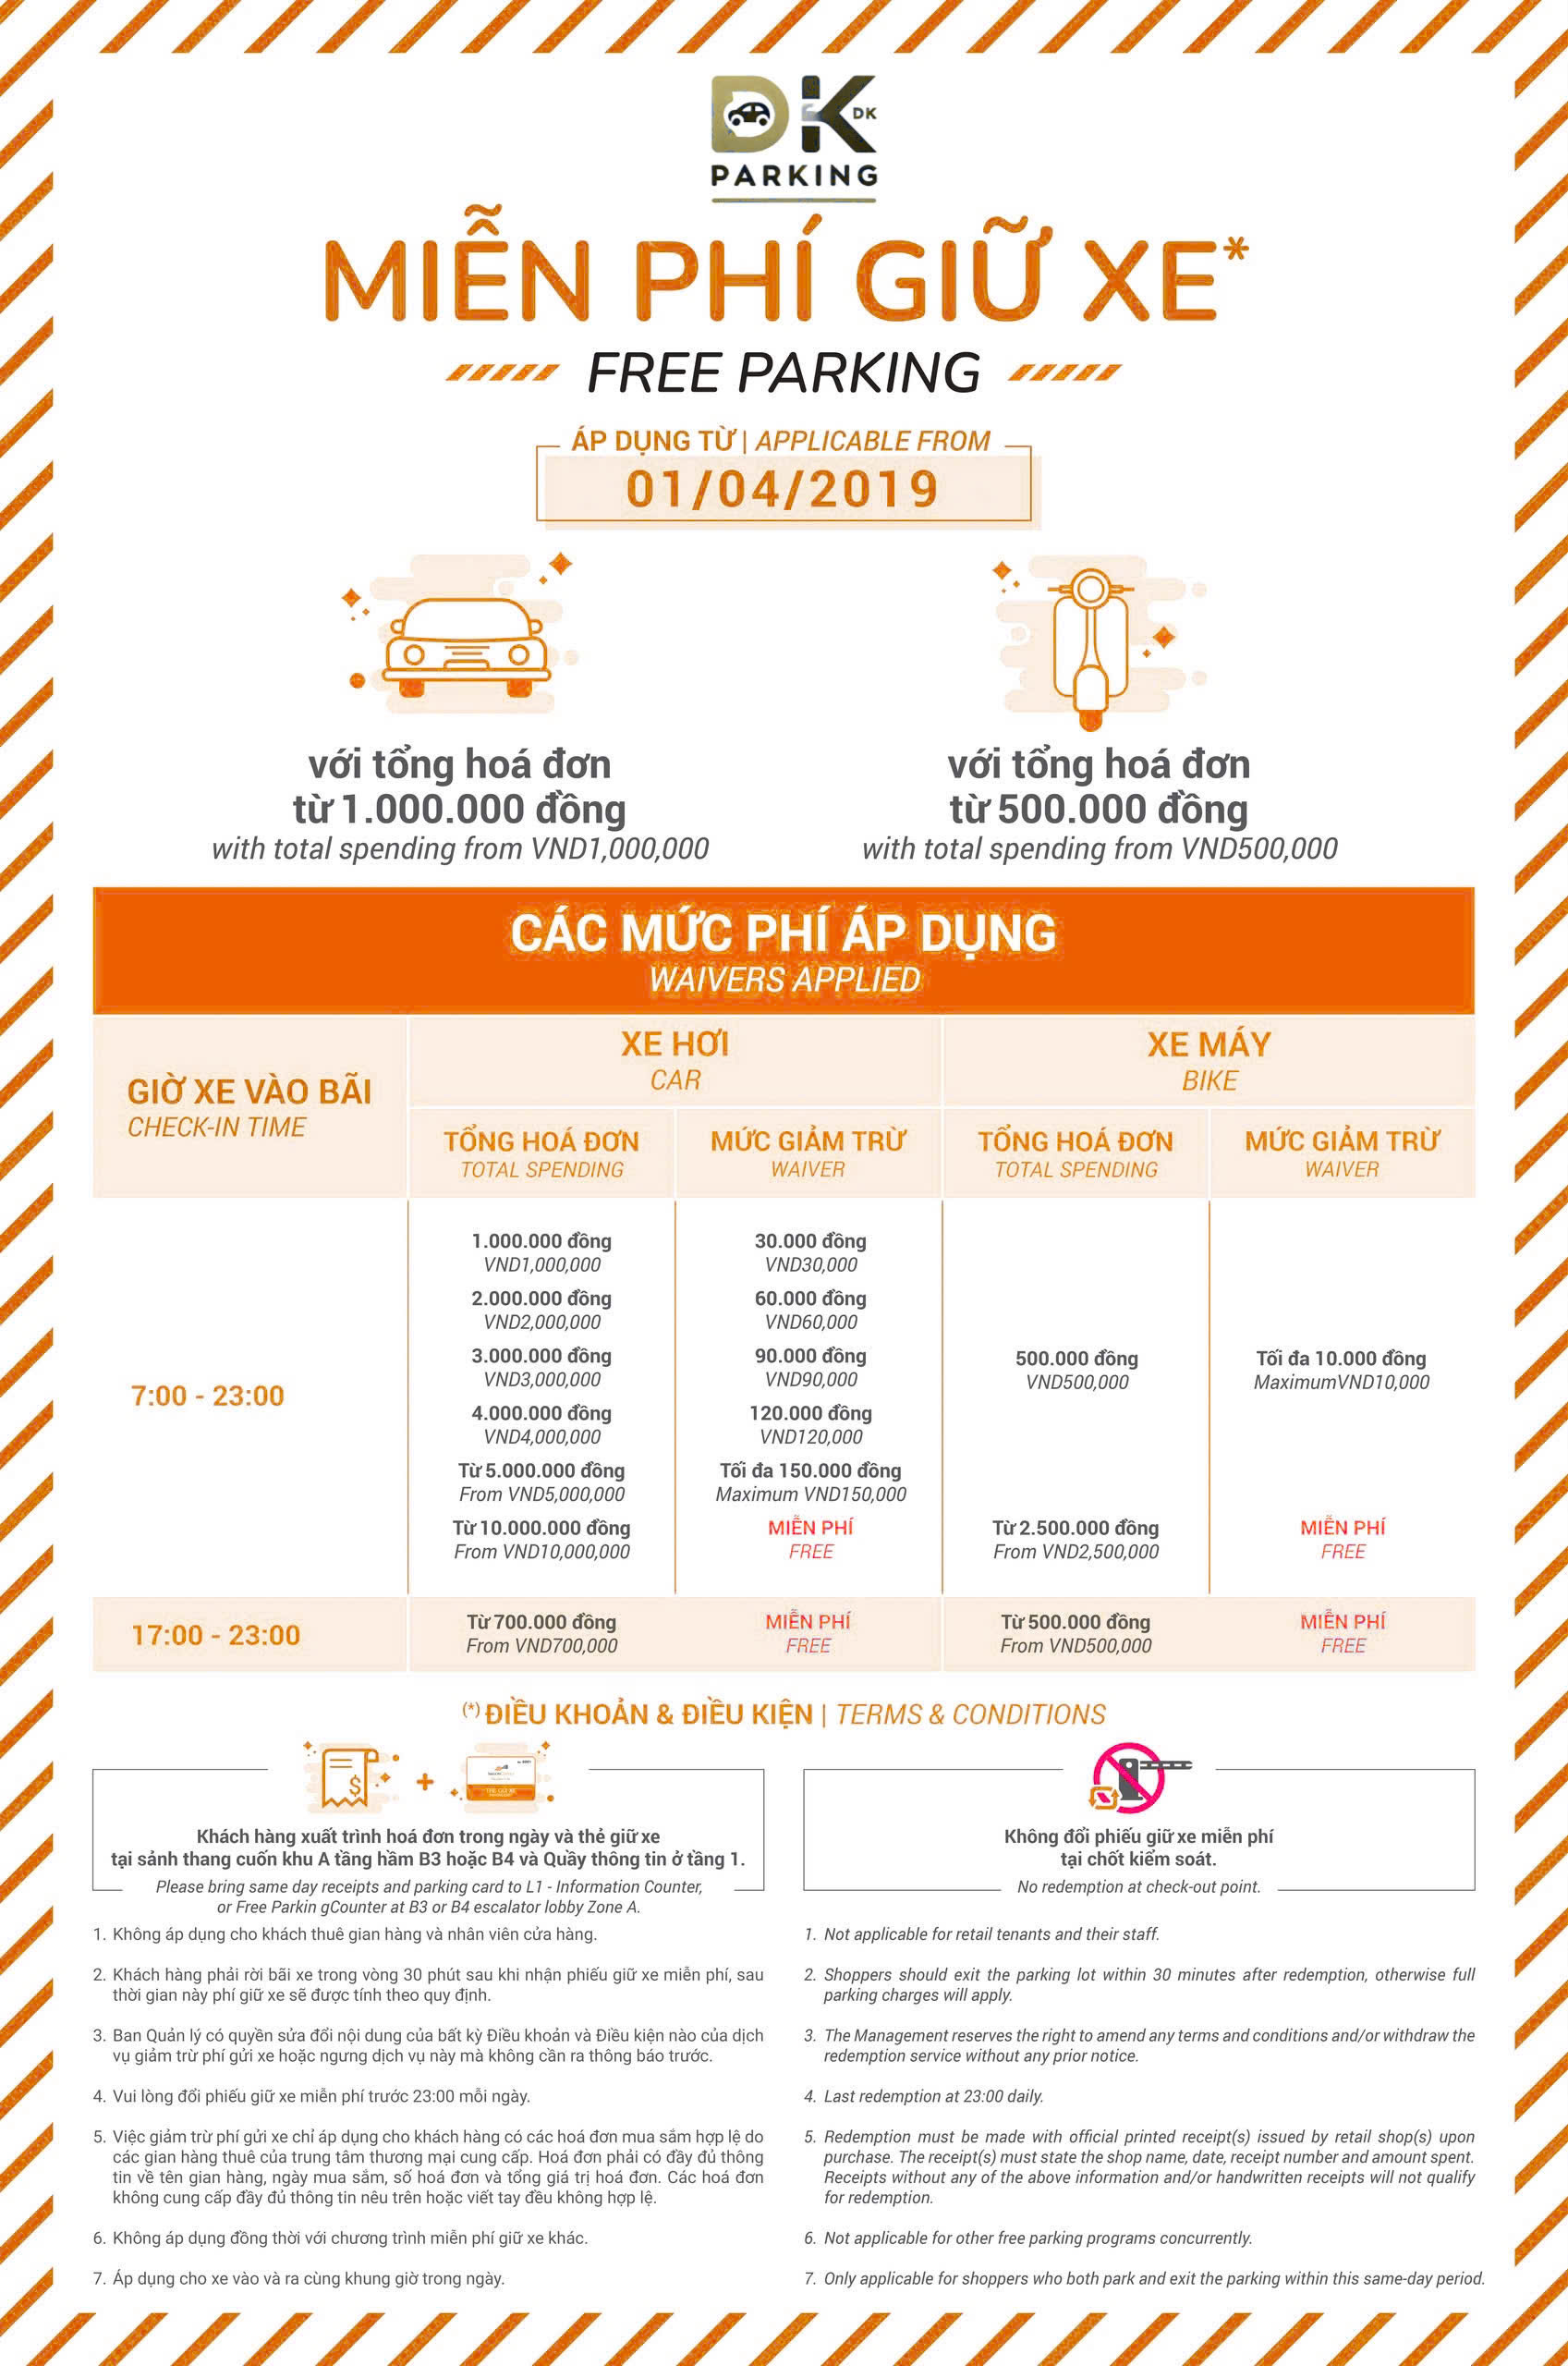 DK
DK
PARKING
MIỄN PHÍ GIỮ XE*
FREE PARKING
ÁP DỤNG TỪ | APPLICABLE FROM
01/04/2019
với tổng hoá đơn
từ 1.000.000 đồng
with total spending from VND1,000,000
với tổng hoá đơn
từ 500.000 đồng
with total spending from VND500,000
CÁC MỨC PHÍ ÁP DỤNG
WAIVERS APPLIED
GIỜ XE VÀO BÃI
CHECK-IN TIME
XE HƠI
CAR
XE MÁY
BIKE
TỔNG HOÁ ĐƠN
TOTAL SPENDING
MỨC GIẢM TRỪ
WAIVER
TỔNG HOÁ ĐƠN
TOTAL SPENDING
MỨC GIẢM TRỪ
WAIVER
7:00 - 23:00
1.000.000 đồng
VND1,000,000
30.000 đồng
VND30,000
2.000.000 đồng
VND2,000,000
60.000 đồng
VND60,000
3.000.000 đồng
VND3,000,000
90.000 đồng
VND90,000
500.000 đồng
VND500,000
Tối đa 10.000 đồng
MaximumVND10,000
4.000.000 đồng
VND4,000,000
120.000 đồng
VND120,000
Từ 5.000.000 đồng
From VND5,000,000
Tối đa 150.000 đồng
Maximum VND150,000
Từ 10.000.000 đồng
From VND10,000,000
MIỄN PHÍ
FREE
Từ 2.500.000 đồng
From VND2,500,000
MIỄN PHÍ
FREE
17:00 - 23:00
Từ 700.000 đồng
From VND700,000
MIỄN PHÍ
FREE
Từ 500.000 đồng
From VND500,000
MIỄN PHÍ
FREE
(*) ĐIỀU KHOẢN & ĐIỀU KIỆN | TERMS & CONDITIONS
$
+
Khách hàng xuất trình hoá đơn trong ngày và thẻ giữ xe
tại sảnh thang cuốn khu A tầng hầm B3 hoặc B4 và Quầy thông tin ở tầng 1.
Please bring same day receipts and parking card to L1 - Information Counter,
or Free Parkin gCounter at B3 or B4 escalator lobby Zone A.
Không đổi phiếu giữ xe miễn phí
tại chốt kiểm soát.
No redemption at check-out point.
1. Không áp dụng cho khách thuê gian hàng và nhân viên cửa hàng.
2. Khách hàng phải rời bãi xe trong vòng 30 phút sau khi nhận phiếu giữ xe miễn phí, sau
thời gian này phí giữ xe sẽ được tính theo quy định.
3. Ban Quản lý có quyền sửa đổi nội dung của bất kỳ Điều khoản và Điều kiện nào của dịch
vụ giảm trừ phí gửi xe hoặc ngưng dịch vụ này mà không cần ra thông báo trước.
4. Vui lòng đổi phiếu giữ xe miễn phí trước 23:00 mỗi ngày.
5. Việc giảm trừ phí gửi xe chỉ áp dụng cho khách hàng có các hoá đơn mua sắm hợp lệ do
các gian hàng thuê của trung tâm thương mại cung cấp. Hoá đơn phải có đầy đủ thông
tin về tên gian hàng, ngày mua sắm, số hoá đơn và tổng giá trị hoá đơn. Các hoá đơn
không cung cấp đầy đủ thông tin nêu trên hoặc viết tay đều không hợp lệ.
6. Không áp dụng đồng thời với chương trình miễn phí giữ xe khác.
7. Áp dụng cho xe vào và ra cùng khung giờ trong ngày.
1. Not applicable for retail tenants and their staff.
2. Shoppers should exit the parking lot within 30 minutes after redemption, otherwise full
parking charges will apply.
3. The Management reserves the right to amend any terms and conditions and/or withdraw the
redemption service without any prior notice.
4. Last redemption at 23:00 daily.
5. Redemption must be made with official printed receipt(s) issued by retail shop(s) upon
purchase. The receipt(s) must state the shop name, date, receipt number and amount spent.
Receipts without any of the above information and/or handwritten receipts will not qualify
for redemption.
6. Not applicable for other free parking programs concurrently.
7. Only applicable for shoppers who both park and exit the parking within this same-day period.